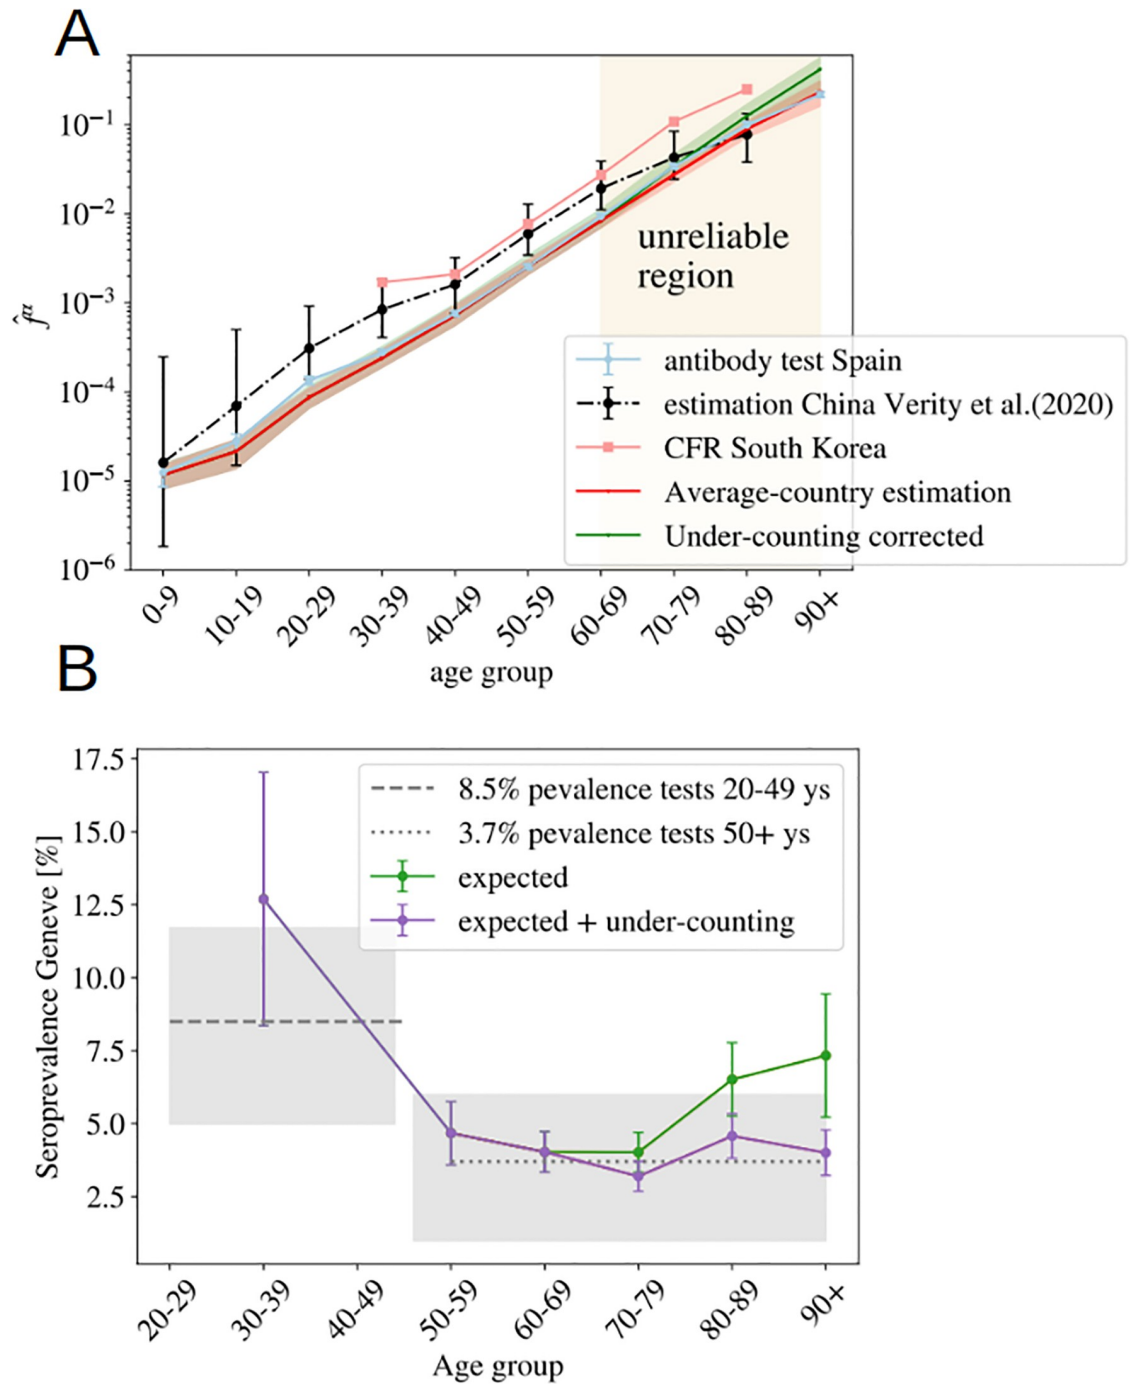 A
10⁻¹
10⁻²
10⁻³
10⁻⁴
10⁻⁵
10⁻⁶
f̂ᵅ
unreliable
region
antibody test Spain
estimation China Verity et al.(2020)
CFR South Korea
Average-country estimation
Under-counting corrected
0-9
10-19
20-29
30-39
40-49
50-59
60-69
70-79
80-89
90+
age group
B
17.5
15.0
12.5
10.0
7.5
5.0
2.5
Seroprevalence Geneve [%]
8.5% pevalence tests 20-49 ys
3.7% pevalence tests 50+ ys
expected
expected + under-counting
20-29
30-39
40-49
50-59
60-69
70-79
80-89
90+
Age group